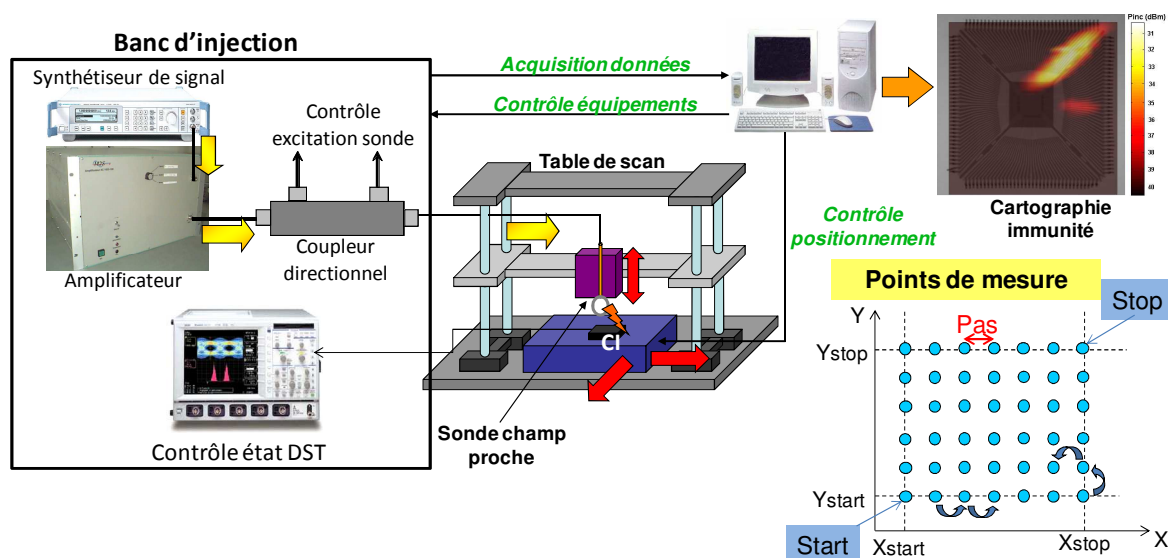 Banc d'injection
Synthétiseur de signal
Contrôle
excitation sonde
Amplificateur
Coupleur
directionnel
Contrôle état DST
Acquisition données
Contrôle équipements
Table de scan
CI
Sonde champ
proche
Contrôle
positionnement
Pinc (dBm)
31
32
33
34
35
36
37
38
39
40
Cartographie
immunité
Points de mesure
Stop
Y
Pas
Ystop
Ystart
Start
Xstart
Xstop
X